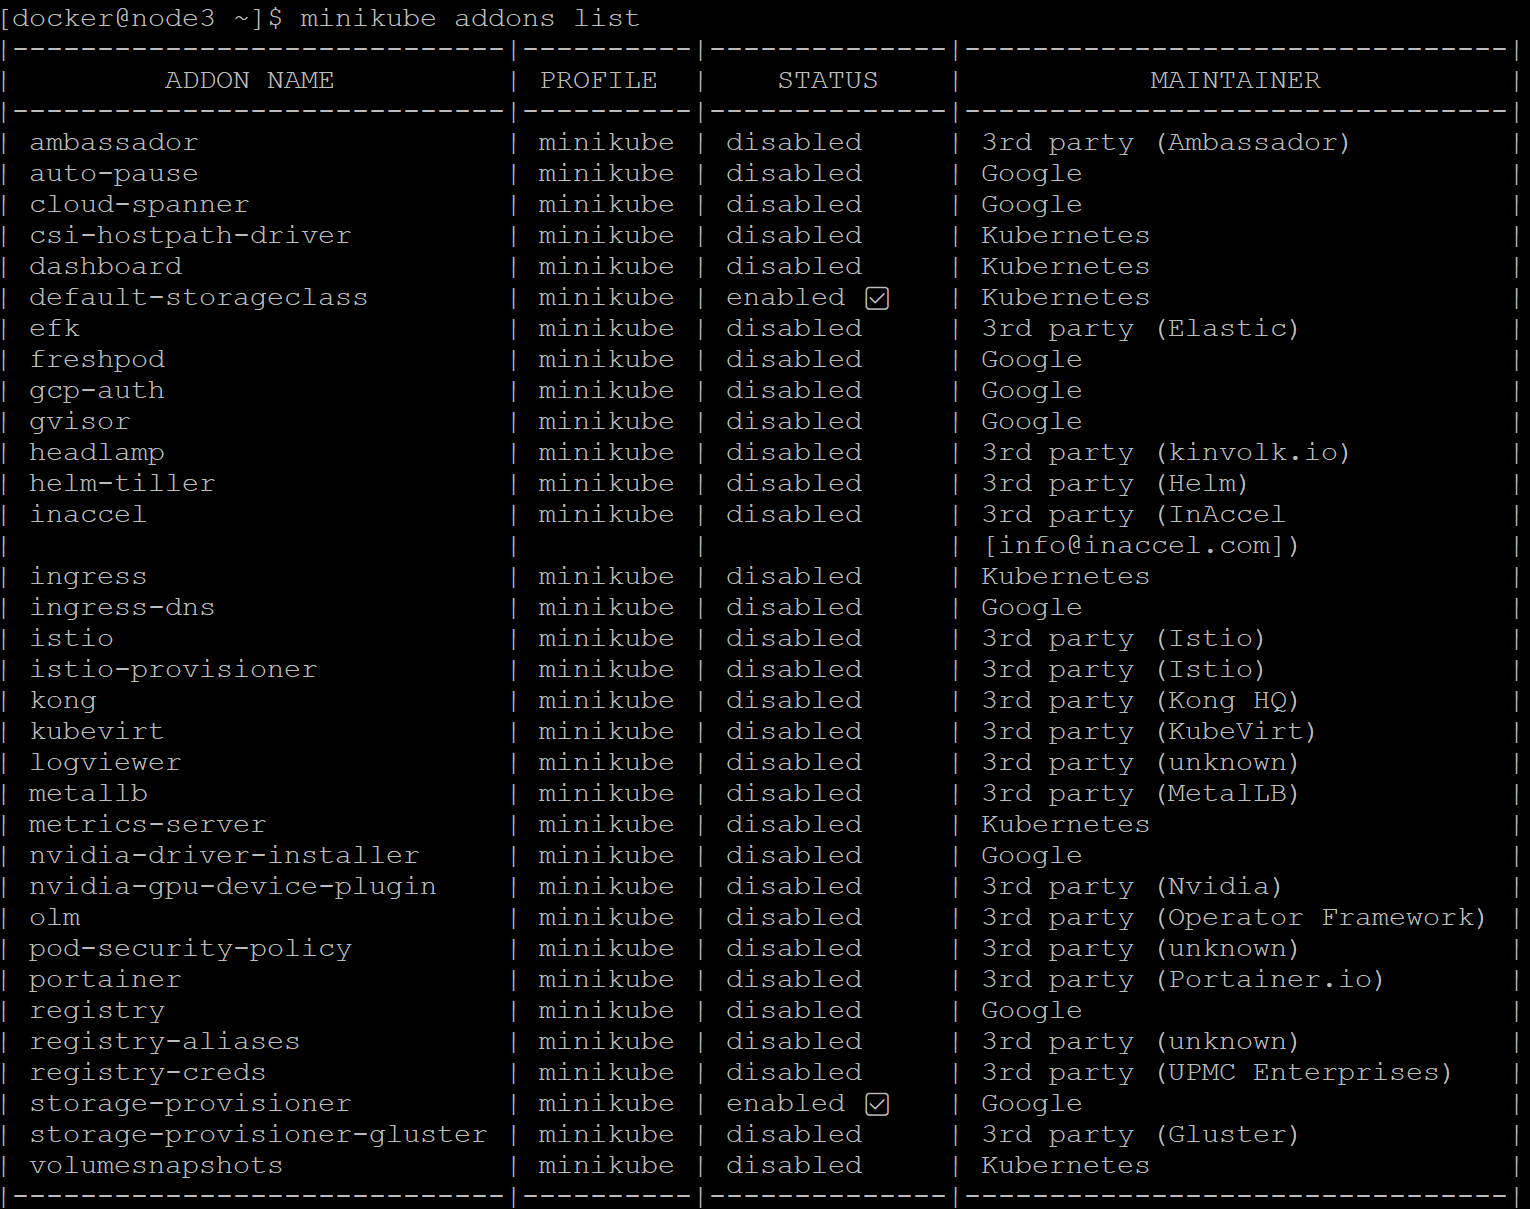 [docker@node3 ~]$ minikube addons list
|-----------------------------|----------|--------------|--------------------------------|
|         ADDON NAME          | PROFILE  |    STATUS    |           MAINTAINER           |
|-----------------------------|----------|--------------|--------------------------------|
| ambassador                  | minikube | disabled     | 3rd party (Ambassador)         |
| auto-pause                  | minikube | disabled     | Google                         |
| cloud-spanner               | minikube | disabled     | Google                         |
| csi-hostpath-driver         | minikube | disabled     | Kubernetes                     |
| dashboard                   | minikube | disabled     | Kubernetes                     |
| default-storageclass        | minikube | enabled ☑    | Kubernetes                     |
| efk                         | minikube | disabled     | 3rd party (Elastic)            |
| freshpod                    | minikube | disabled     | Google                         |
| gcp-auth                    | minikube | disabled     | Google                         |
| gvisor                      | minikube | disabled     | Google                         |
| headlamp                    | minikube | disabled     | 3rd party (kinvolk.io)         |
| helm-tiller                 | minikube | disabled     | 3rd party (Helm)               |
| inaccel                     | minikube | disabled     | 3rd party (InAccel             |
|                             |          |              | [info@inaccel.com])            |
| ingress                     | minikube | disabled     | Kubernetes                     |
| ingress-dns                 | minikube | disabled     | Google                         |
| istio                       | minikube | disabled     | 3rd party (Istio)              |
| istio-provisioner           | minikube | disabled     | 3rd party (Istio)              |
| kong                        | minikube | disabled     | 3rd party (Kong HQ)            |
| kubevirt                    | minikube | disabled     | 3rd party (KubeVirt)           |
| logviewer                   | minikube | disabled     | 3rd party (unknown)            |
| metallb                     | minikube | disabled     | 3rd party (MetalLB)            |
| metrics-server              | minikube | disabled     | Kubernetes                     |
| nvidia-driver-installer     | minikube | disabled     | Google                         |
| nvidia-gpu-device-plugin    | minikube | disabled     | 3rd party (Nvidia)             |
| olm                         | minikube | disabled     | 3rd party (Operator Framework) |
| pod-security-policy         | minikube | disabled     | 3rd party (unknown)            |
| portainer                   | minikube | disabled     | 3rd party (Portainer.io)       |
| registry                    | minikube | disabled     | Google                         |
| registry-aliases            | minikube | disabled     | 3rd party (unknown)            |
| registry-creds              | minikube | disabled     | 3rd party (UPMC Enterprises)   |
| storage-provisioner         | minikube | enabled ☑    | Google                         |
| storage-provisioner-gluster | minikube | disabled     | 3rd party (Gluster)            |
| volumesnapshots             | minikube | disabled     | Kubernetes                     |
|-----------------------------|----------|--------------|--------------------------------|